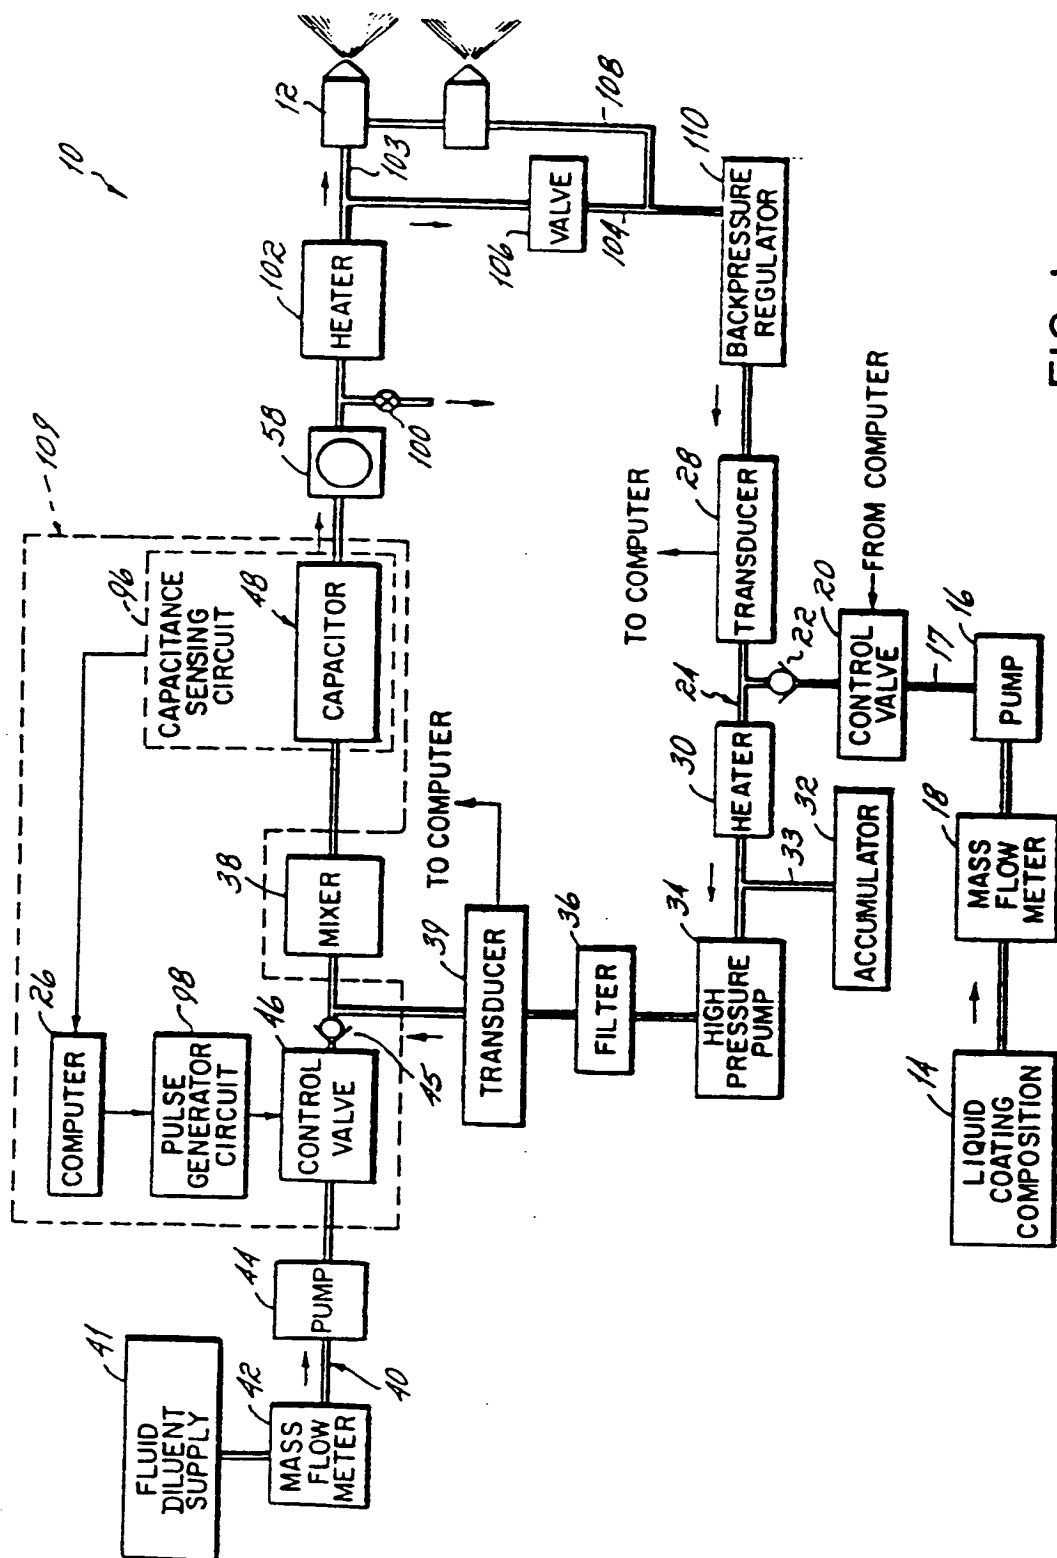 10
109
FLUID
DILUENT
SUPPLY
41
MASS
FLOW
METER
42
40
PUMP
44
COMPUTER
26
PULSE
GENERATOR
CIRCUIT
98
CONTROL
VALVE
46
45
MIXER
38
CAPACITANCE
SENSING
CIRCUIT
96
CAPACITOR
48
58
100
HEATER
102
103
12
108
VALVE
106
104
BACKPRESSURE
REGULATOR
110
TO COMPUTER
TRANSDUCER
28
24
22
HEATER
30
33
ACCUMULATOR
32
HIGH
PRESSURE
PUMP
34
FILTER
36
TRANSDUCER
39
TO COMPUTER
FROM COMPUTER
CONTROL
VALVE
20
17
PUMP
16
MASS
FLOW
METER
18
LIQUID
COATING
COMPOSITION
14